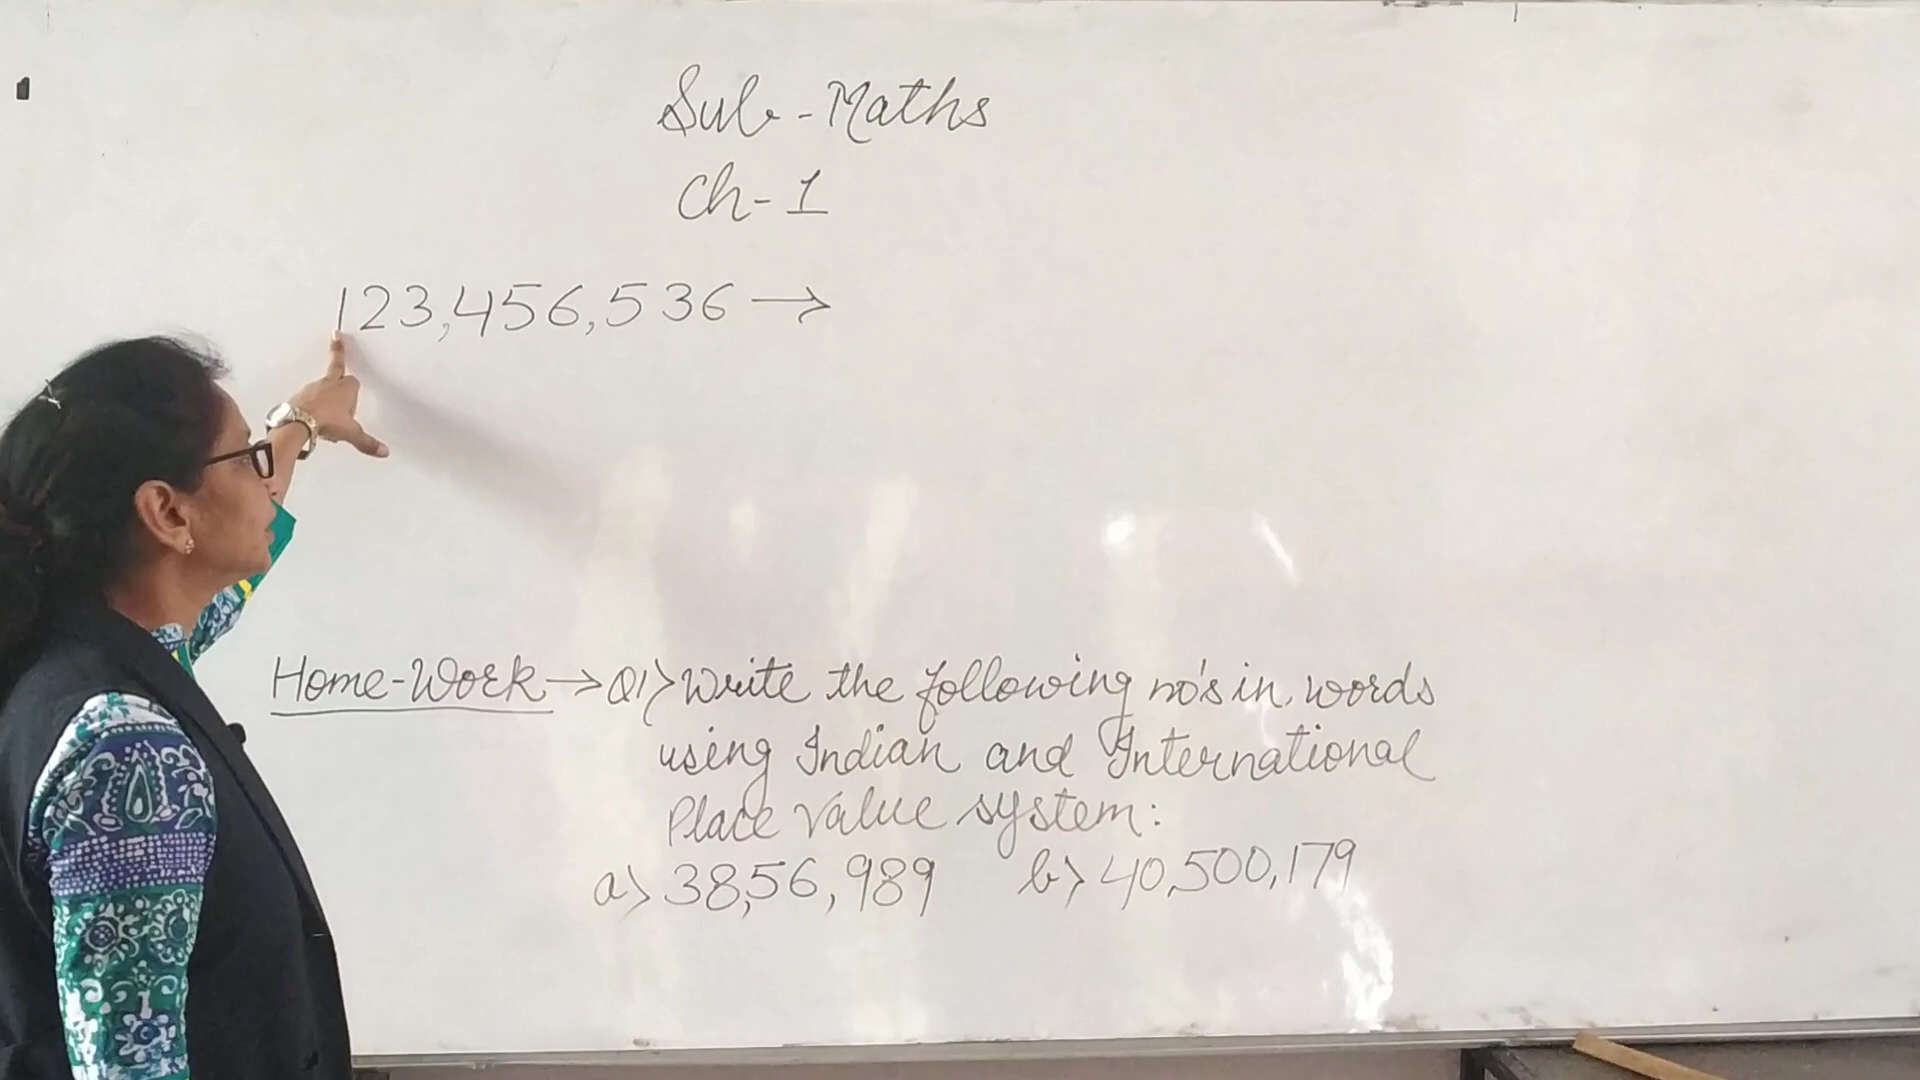 Sub-Maths
Ch-1
123,456,536 →
Home-Work → Q1) Write the following no's in words
using Indian and International
Place Value system:
a) 38,56,989 b) 40,500,179